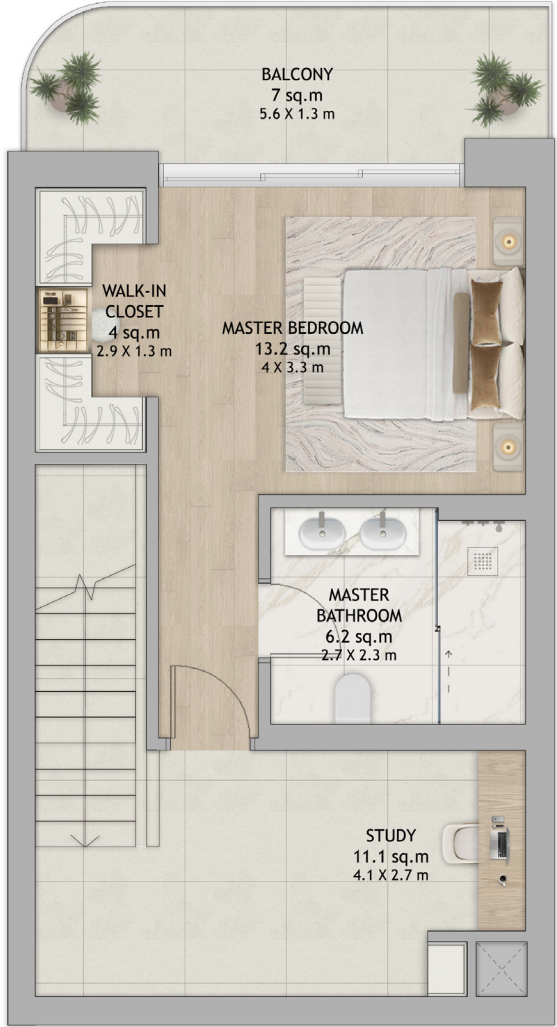 BALCONY
7 sq.m
5.6 X 1.3 m
WALK-IN
CLOSET
4 sq.m
2.9 X 1.3 m
MASTER BEDROOM
13.2 sq.m
4 X 3.3 m
MASTER
BATHROOM
6.2 sq.m
2.7 X 2.3 m
STUDY
11.1 sq.m
4.1 X 2.7 m